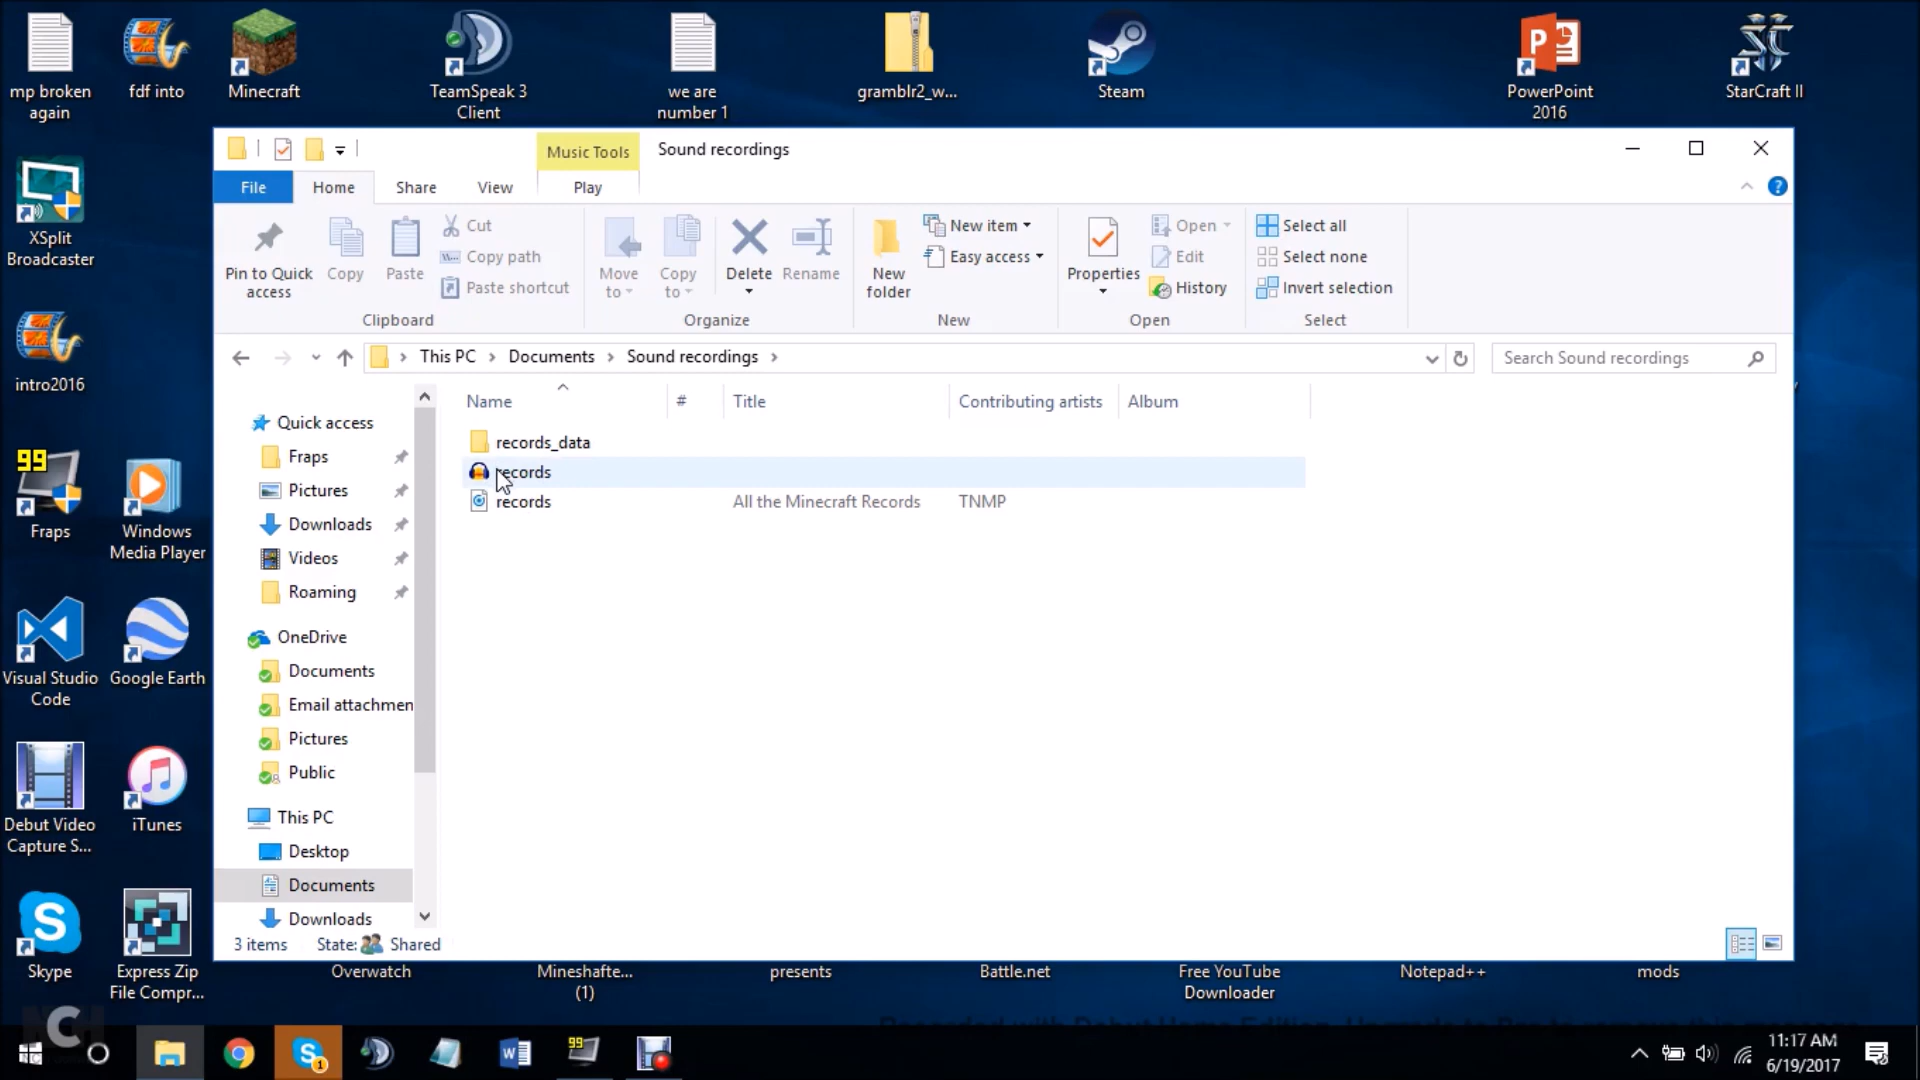 mp broken
again
fdf into
Minecraft
TeamSpeak 3
Client
we are
number 1
gramblr2_w...
Steam
PowerPoint
2016
StarCraft II
XSplit
Broadcaster
intro2016
99
Fraps
Windows
Media Player
Visual Studio
Code
Google Earth
Debut Video
Capture S...
iTunes
Skype
Express Zip
File Compr...
Music Tools
Sound recordings
File
Home
Share
View
Play
Pin to Quick
access
Copy
Paste
Cut
Copy path
Paste shortcut
Clipboard
Move
to
Copy
to
Delete
Rename
Organize
New
folder
New item
Easy access
New
Properties
Open
Edit
History
Open
Select all
Select none
Invert selection
Select
This PC
Documents
Sound recordings
Search Sound recordings
Name
#
Title
Contributing artists
Album
records_data
records
records
All the Minecraft Records
TNMP
Quick access
Fraps
Pictures
Downloads
Videos
Roaming
OneDrive
Documents
Email attachmen
Pictures
Public
This PC
Desktop
Documents
Downloads
3 items
State:
Shared
Overwatch
Mineshafte...
(1)
presents
Battle.net
Free YouTube
Downloader
Notepad++
mods
99
1
11:17 AM
6/19/2017